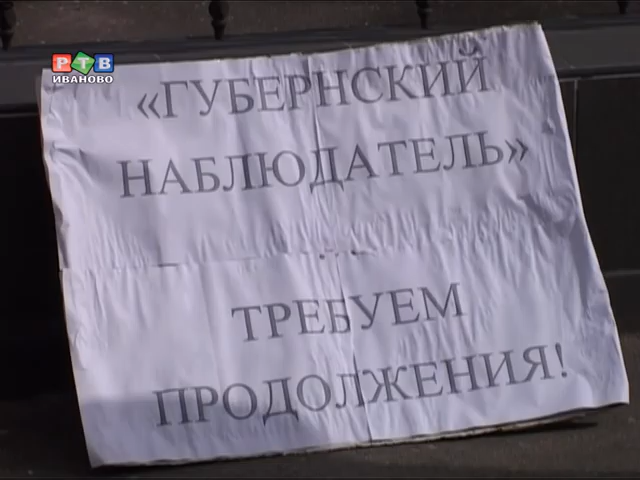 РТВ
ИВАНОВО
«ГУБЕРНСКИЙ
НАБЛЮДАТЕЛЬ»
ТРЕБУЕМ
ПРОДОЛЖЕНИЯ!